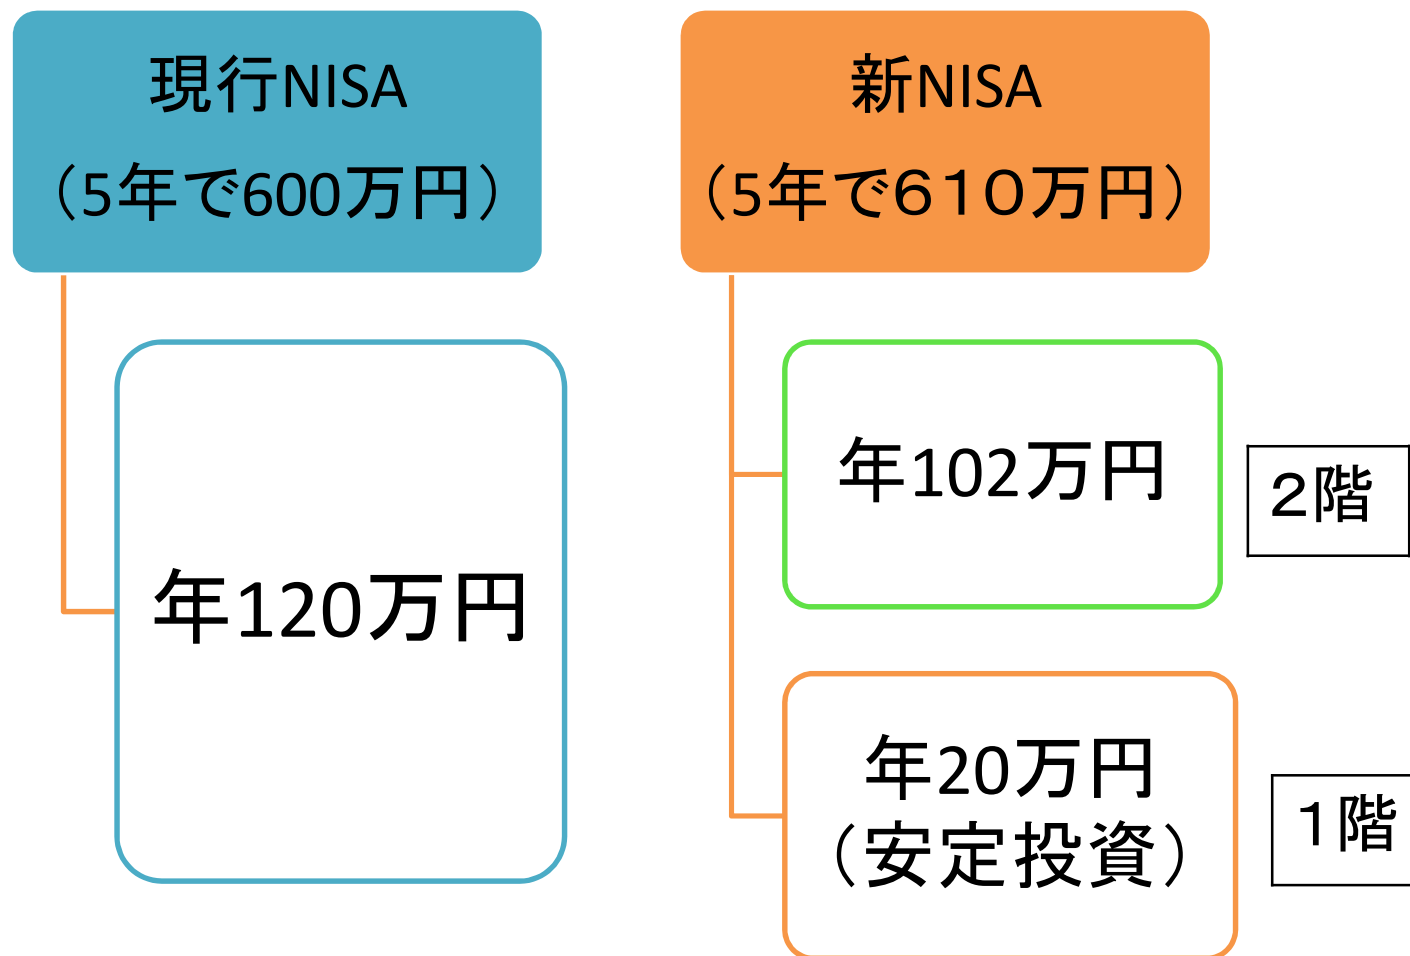 現行NISA
（5年で600万円）
年120万円
新NISA
（5年で６１０万円）
年102万円
２階
年20万円
（安定投資）
１階